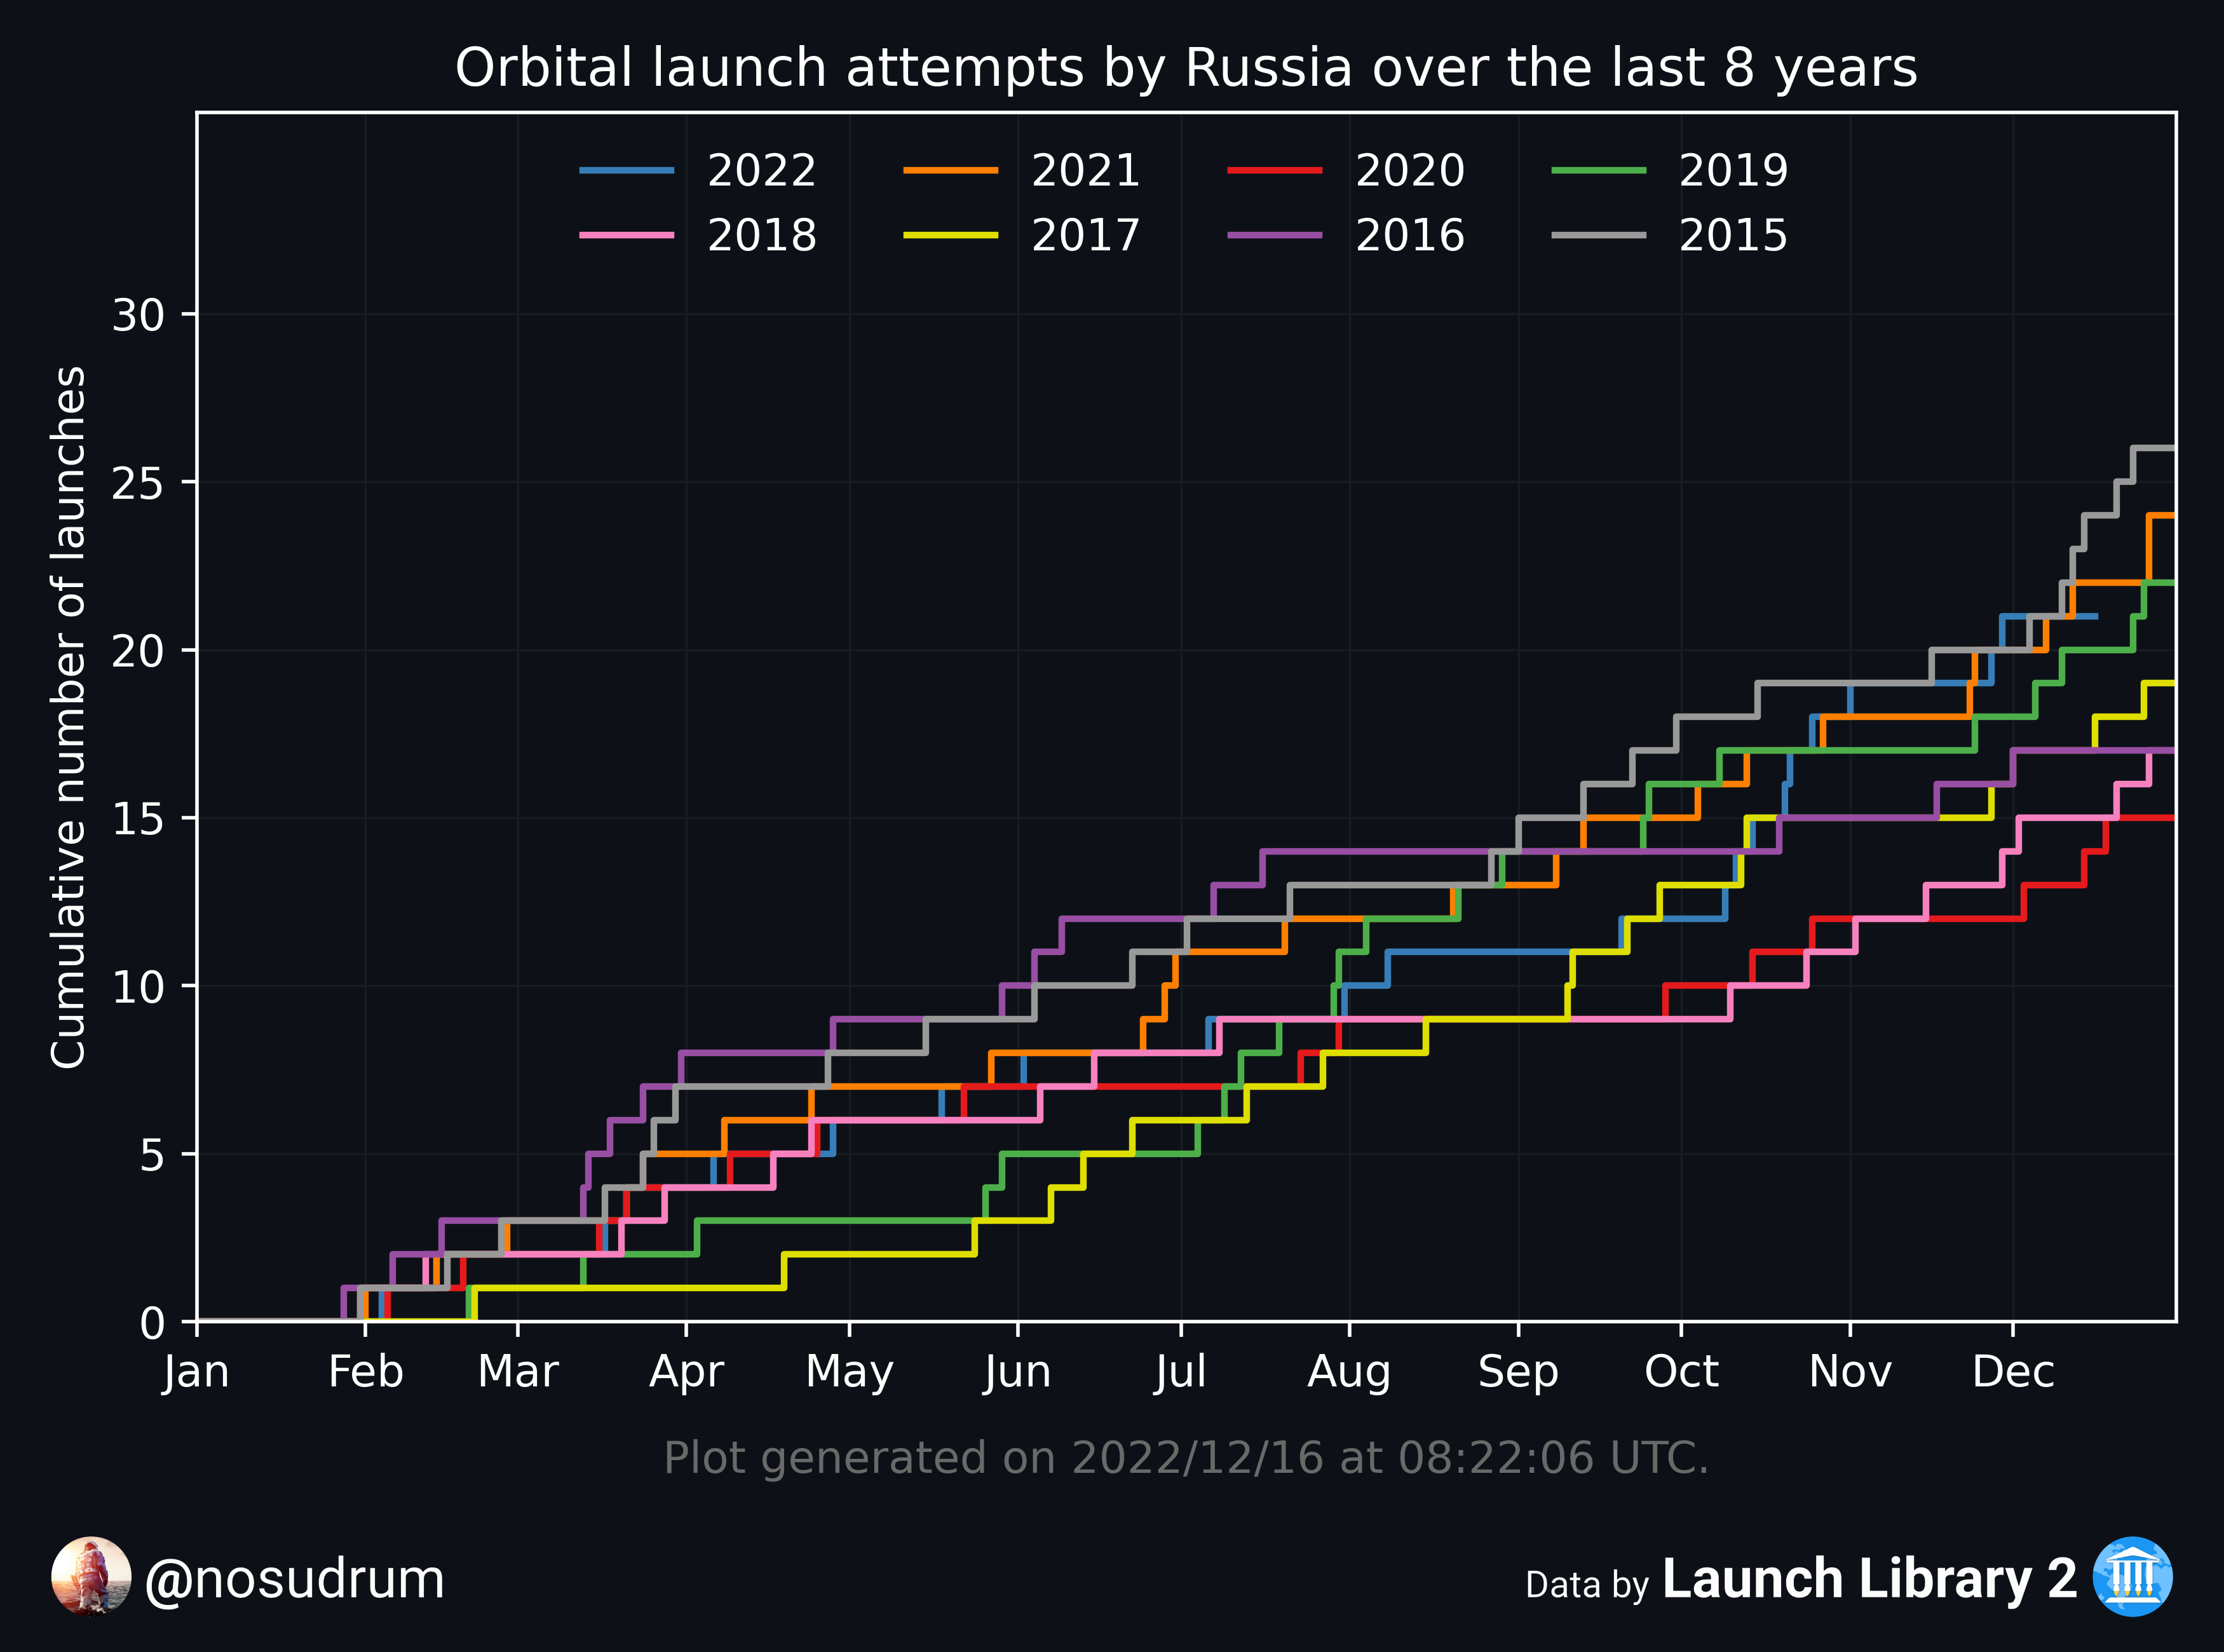 Orbital launch attempts by Russia over the last 8 years
2022 2021 2020 2019
2018 2017 2016 2015
Cumulative number of launches
30
25
20
15
10
5
0
Jan Feb Mar Apr May Jun Jul Aug Sep Oct Nov Dec
Plot generated on 2022/12/16 at 08:22:06 UTC.
@nosudrum
Data by Launch Library 2